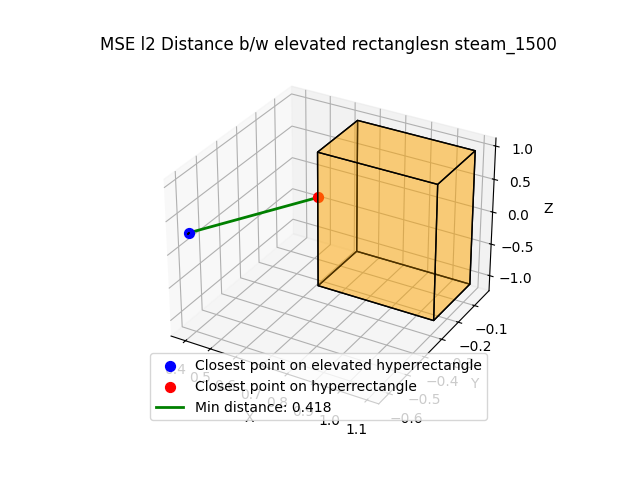 MSE l2 Distance b/w elevated rectanglesn steam_1500
1.0
0.5
0.0
Z
−0.5
−1.0
−0.1
−0.2
−0.4
−0.5
−0.6
Y
0.4
0.5
0.7
0.8
0.9
1.0
1.1
X
Closest point on elevated hyperrectangle
Closest point on hyperrectangle
Min distance: 0.418